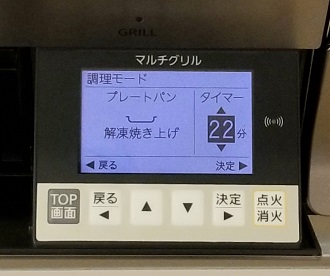 GRILL
マルチグリル
調理モード
プレートパン
タイマー
解凍焼き上げ
22分
◀ 戻る
決定 ▶
TOP
画面
戻る
◀
▲
▼
決定
▶
点火
消火